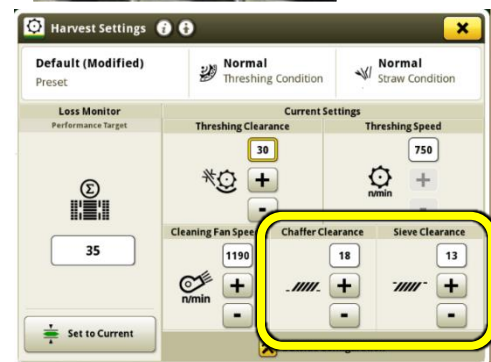 Harvest Settings
Default (Modified)
Preset
Normal
Threshing Condition
Normal
Straw Condition
Loss Monitor
Performance Target
35
Set to Current
Current Settings
Threshing Clearance
30
+
-
Threshing Speed
750
n/min
+
-
Cleaning Fan Spee
1190
n/min
+
-
Chaffer Clearance
18
+
-
Sieve Clearance
13
+
-